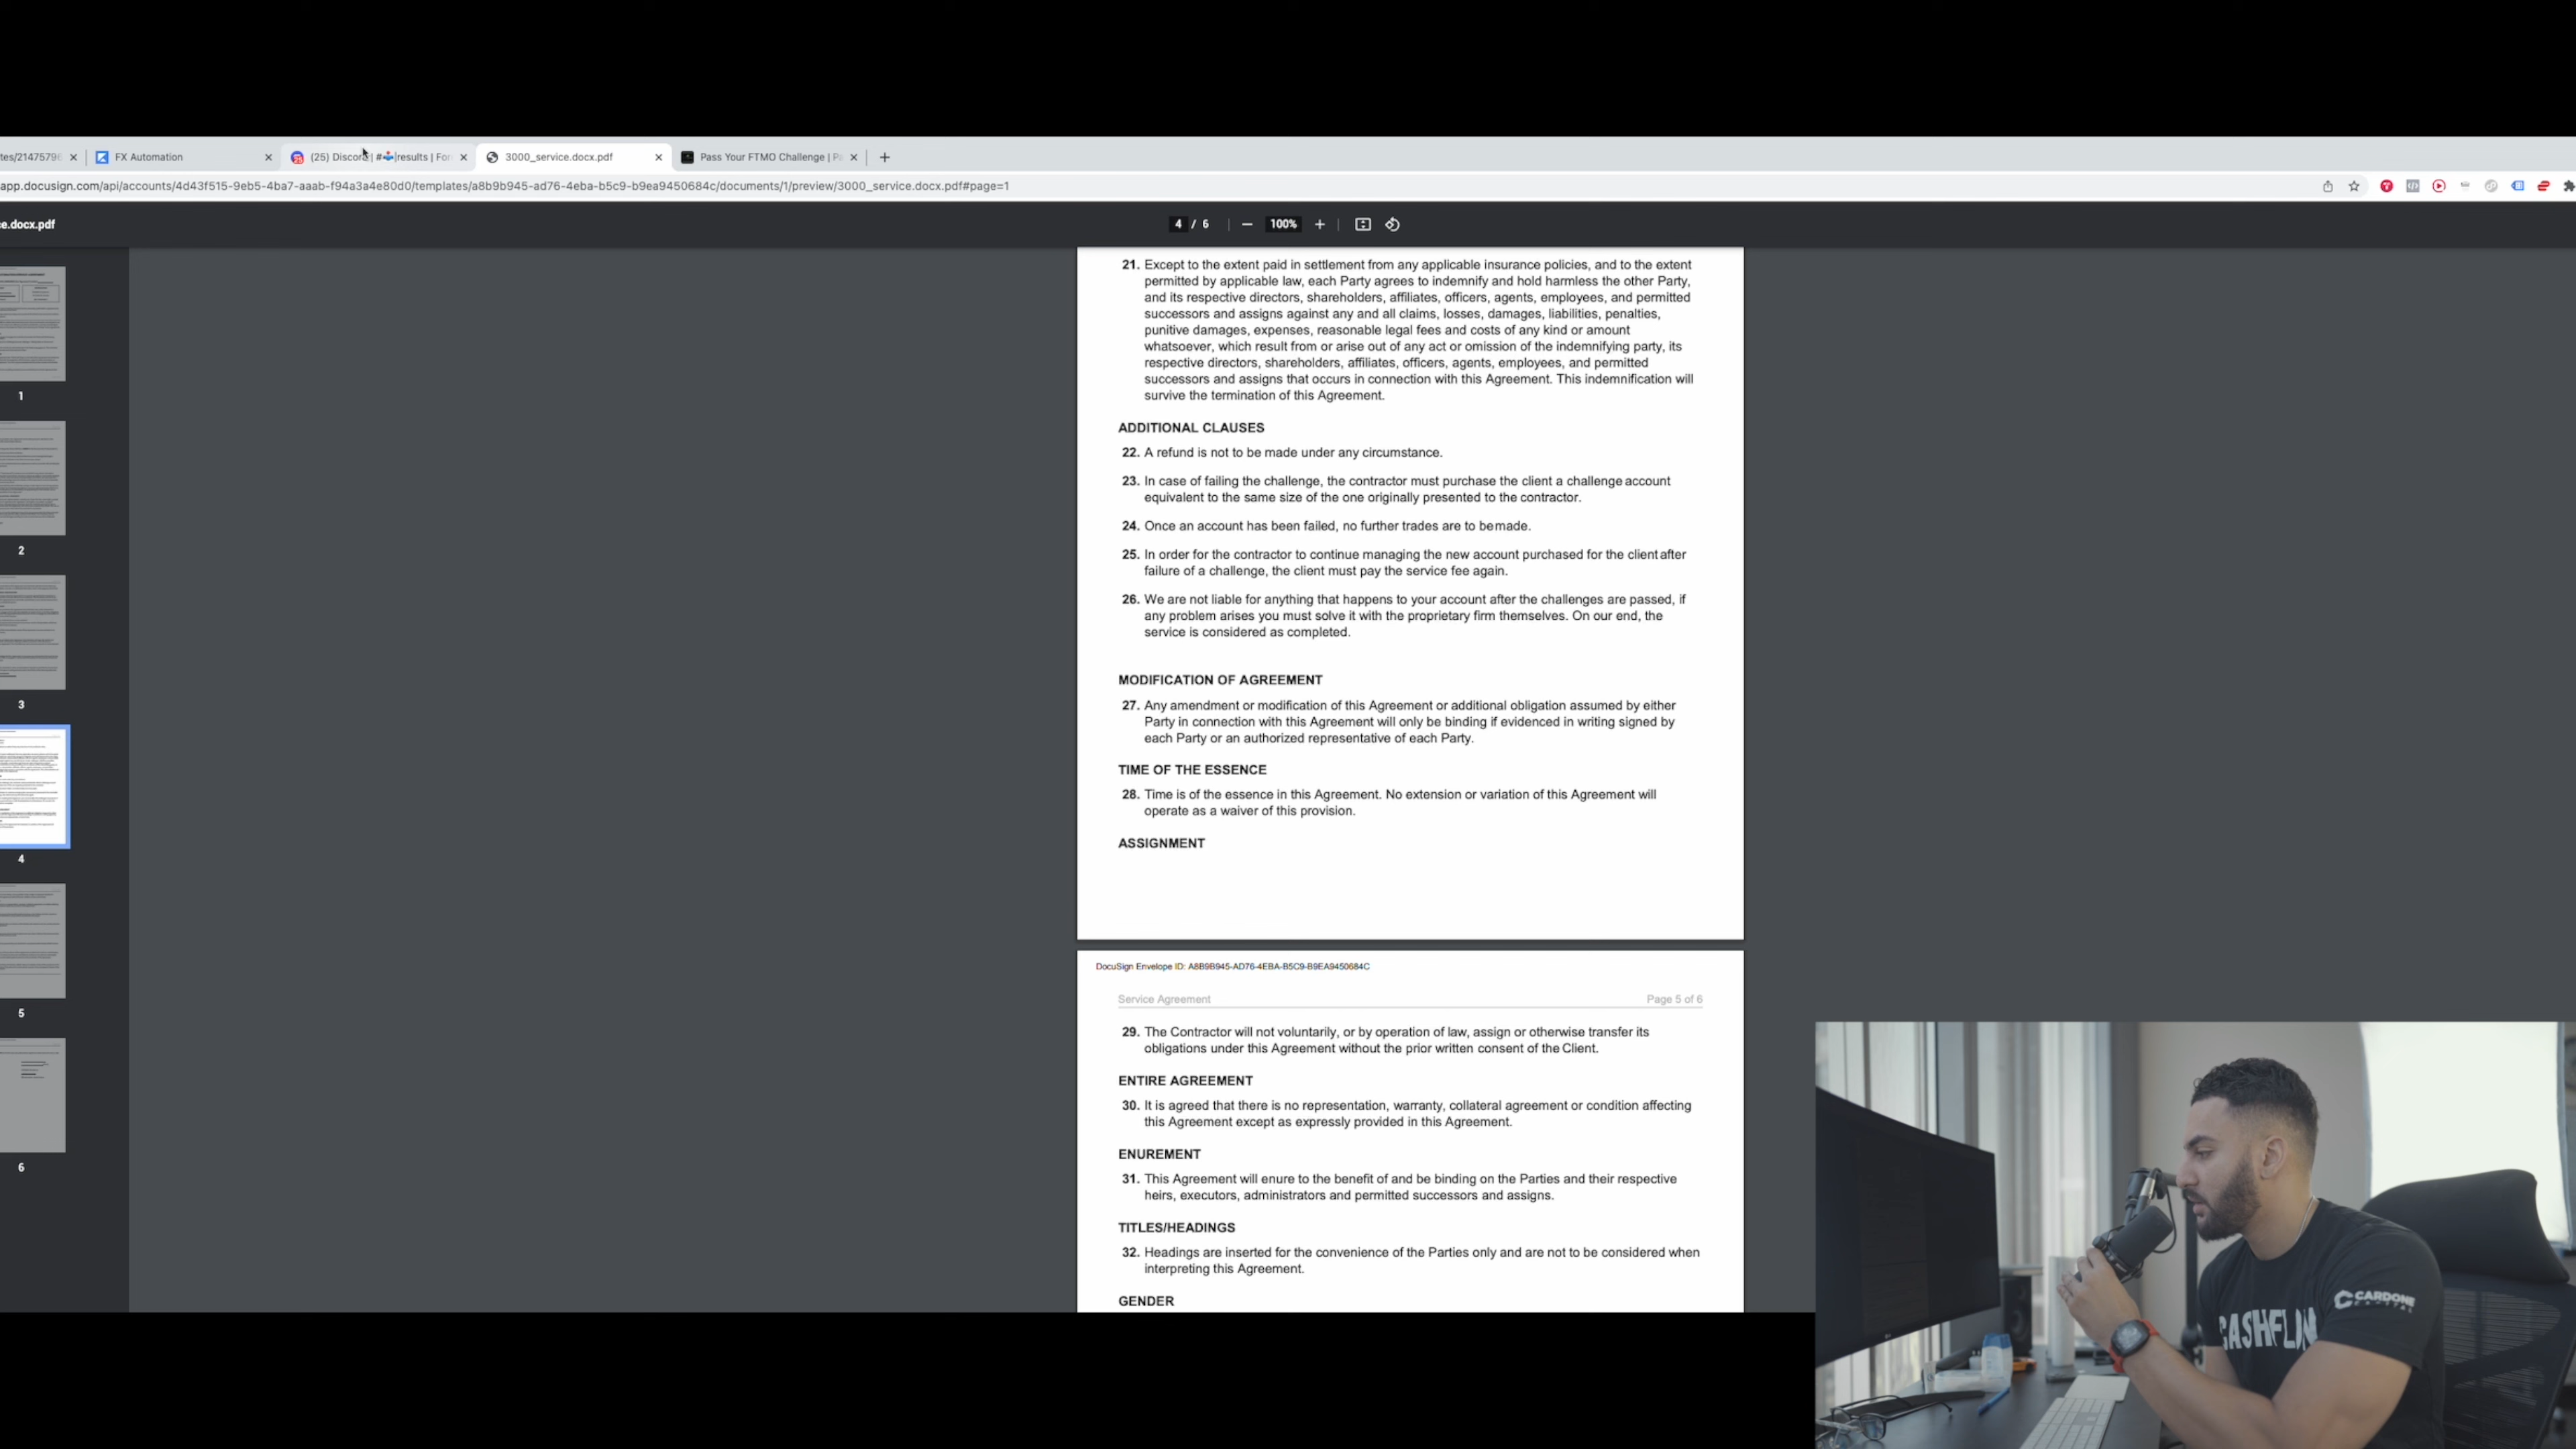 tes/21475796
FX Automation
(25) Discord | #📥|results | For
3000_service.docx.pdf
Pass Your FTMO Challenge | Pa
app.docusign.com/api/accounts/4d43f515-9eb5-4ba7-aaab-f94a3a4e80d0/templates/a8b9b945-ad76-4eba-b5c9-b9ea9450684c/documents/1/preview/3000_service.docx.pdf#page=1
ce.docx.pdf
4 / 6
100%
1
2
3
4
5
6
21. Except to the extent paid in settlement from any applicable insurance policies, and to the extent
permitted by applicable law, each Party agrees to indemnify and hold harmless the other Party,
and its respective directors, shareholders, affiliates, officers, agents, employees, and permitted
successors and assigns against any and all claims, losses, damages, liabilities, penalties,
punitive damages, expenses, reasonable legal fees and costs of any kind or amount
whatsoever, which result from or arise out of any act or omission of the indemnifying party, its
respective directors, shareholders, affiliates, officers, agents, employees, and permitted
successors and assigns that occurs in connection with this Agreement. This indemnification will
survive the termination of this Agreement.
ADDITIONAL CLAUSES
22. A refund is not to be made under any circumstance.
23. In case of failing the challenge, the contractor must purchase the client a challenge account
equivalent to the same size of the one originally presented to the contractor.
24. Once an account has been failed, no further trades are to bemade.
25. In order for the contractor to continue managing the new account purchased for the client after
failure of a challenge, the client must pay the service fee again.
26. We are not liable for anything that happens to your account after the challenges are passed, if
any problem arises you must solve it with the proprietary firm themselves. On our end, the
service is considered as completed.
MODIFICATION OF AGREEMENT
27. Any amendment or modification of this Agreement or additional obligation assumed by either
Party in connection with this Agreement will only be binding if evidenced in writing signed by
each Party or an authorized representative of each Party.
TIME OF THE ESSENCE
28. Time is of the essence in this Agreement. No extension or variation of this Agreement will
operate as a waiver of this provision.
ASSIGNMENT
DocuSign Envelope ID: A8B9B945-AD76-4EBA-B5C9-B9EA9450684C
Service Agreement
Page 5 of 6
29. The Contractor will not voluntarily, or by operation of law, assign or otherwise transfer its
obligations under this Agreement without the prior written consent of the Client.
ENTIRE AGREEMENT
30. It is agreed that there is no representation, warranty, collateral agreement or condition affecting
this Agreement except as expressly provided in this Agreement.
ENUREMENT
31. This Agreement will enure to the benefit of and be binding on the Parties and their respective
heirs, executors, administrators and permitted successors and assigns.
TITLES/HEADINGS
32. Headings are inserted for the convenience of the Parties only and are not to be considered when
interpreting this Agreement.
GENDER
CARDONE
CAPITAL